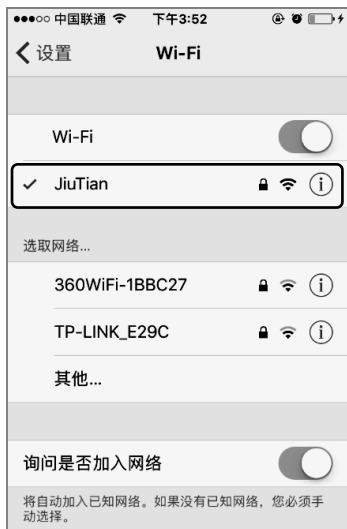 中国联通 下午3:52
设置 Wi-Fi
Wi-Fi
JiuTian
选取网络...
360WiFi-1BBC27
TP-LINK_E29C
其他...
询问是否加入网络
将自动加入已知网络。如果没有已知网络，您必须手
动选择。